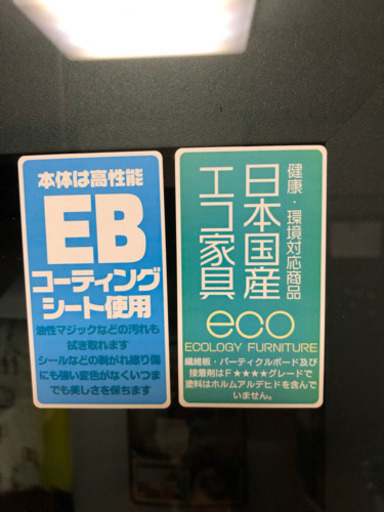 本体は高性能
EB
コーティング
シート使用
油性マジックなどの汚れも
拭き取れます
シールなどの剥がれ擦り傷
にも強い変色がなくいつま
でも美しさを保ちます
健康・環境対応商品
日本国産
エコ家具
eco
ECOLOGY FURNITURE
繊維板・パーティクルボード及び
接着剤はF★★★★グレードで
塗料はホルムアルデヒドを含んで
いません。